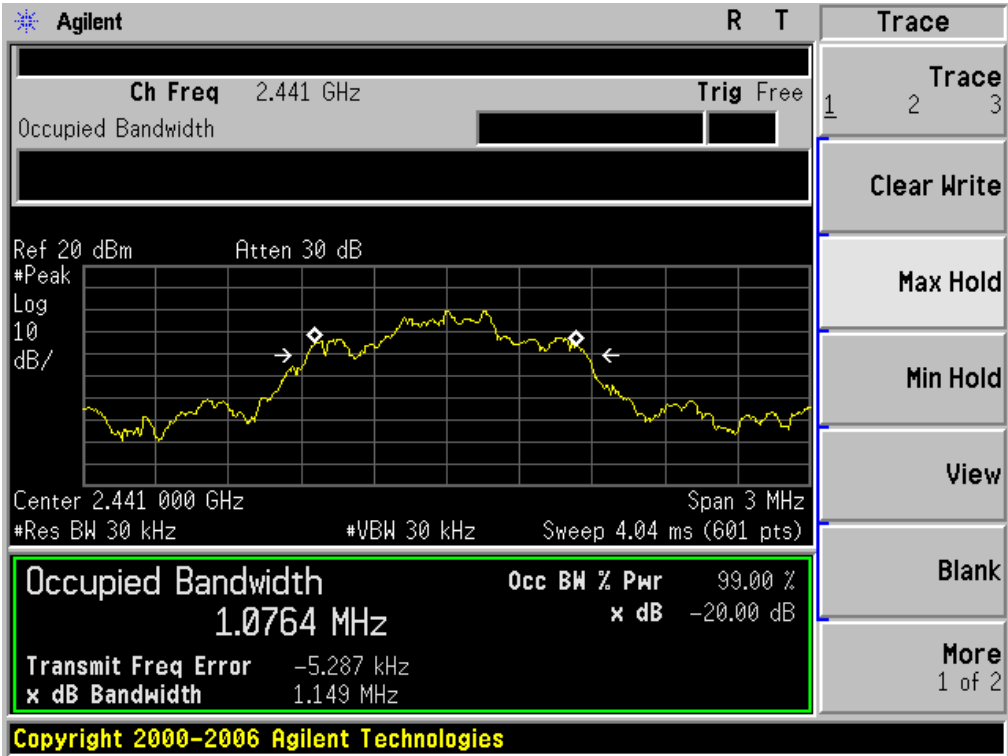 Agilent R T
Ch Freq 2.441 GHz Trig Free
Occupied Bandwidth
Ref 20 dBm Atten 30 dB
#Peak
Log
10
dB/
Center 2.441 000 GHz Span 3 MHz
#Res BW 30 kHz #VBW 30 kHz Sweep 4.04 ms (601 pts)
Occupied Bandwidth Occ BW % Pwr 99.00 %
1.0764 MHz x dB -20.00 dB
Transmit Freq Error -5.287 kHz
x dB Bandwidth 1.149 MHz
Copyright 2000-2006 Agilent Technologies
Trace
Trace
1 2 3
Clear Write
Max Hold
Min Hold
View
Blank
More
1 of 2